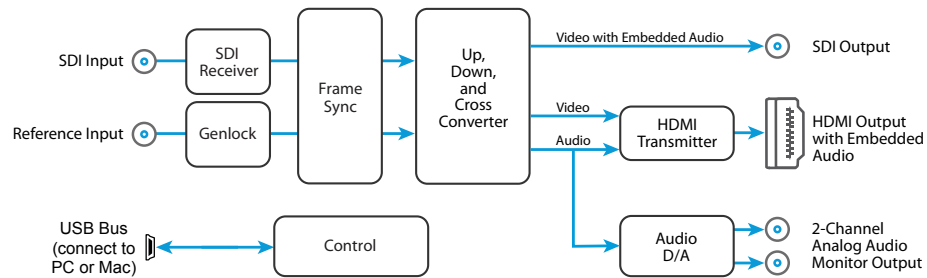 SDI Input
SDI
Receiver
Reference Input
Genlock
Frame
Sync
Up,
Down,
and
Cross
Converter
Video with Embedded Audio
SDI Output
Video
Audio
HDMI
Transmitter
HDMI Output
with Embedded
Audio
USB Bus
(connect to
PC or Mac)
Control
Audio
D/A
2-Channel
Analog Audio
Monitor Output